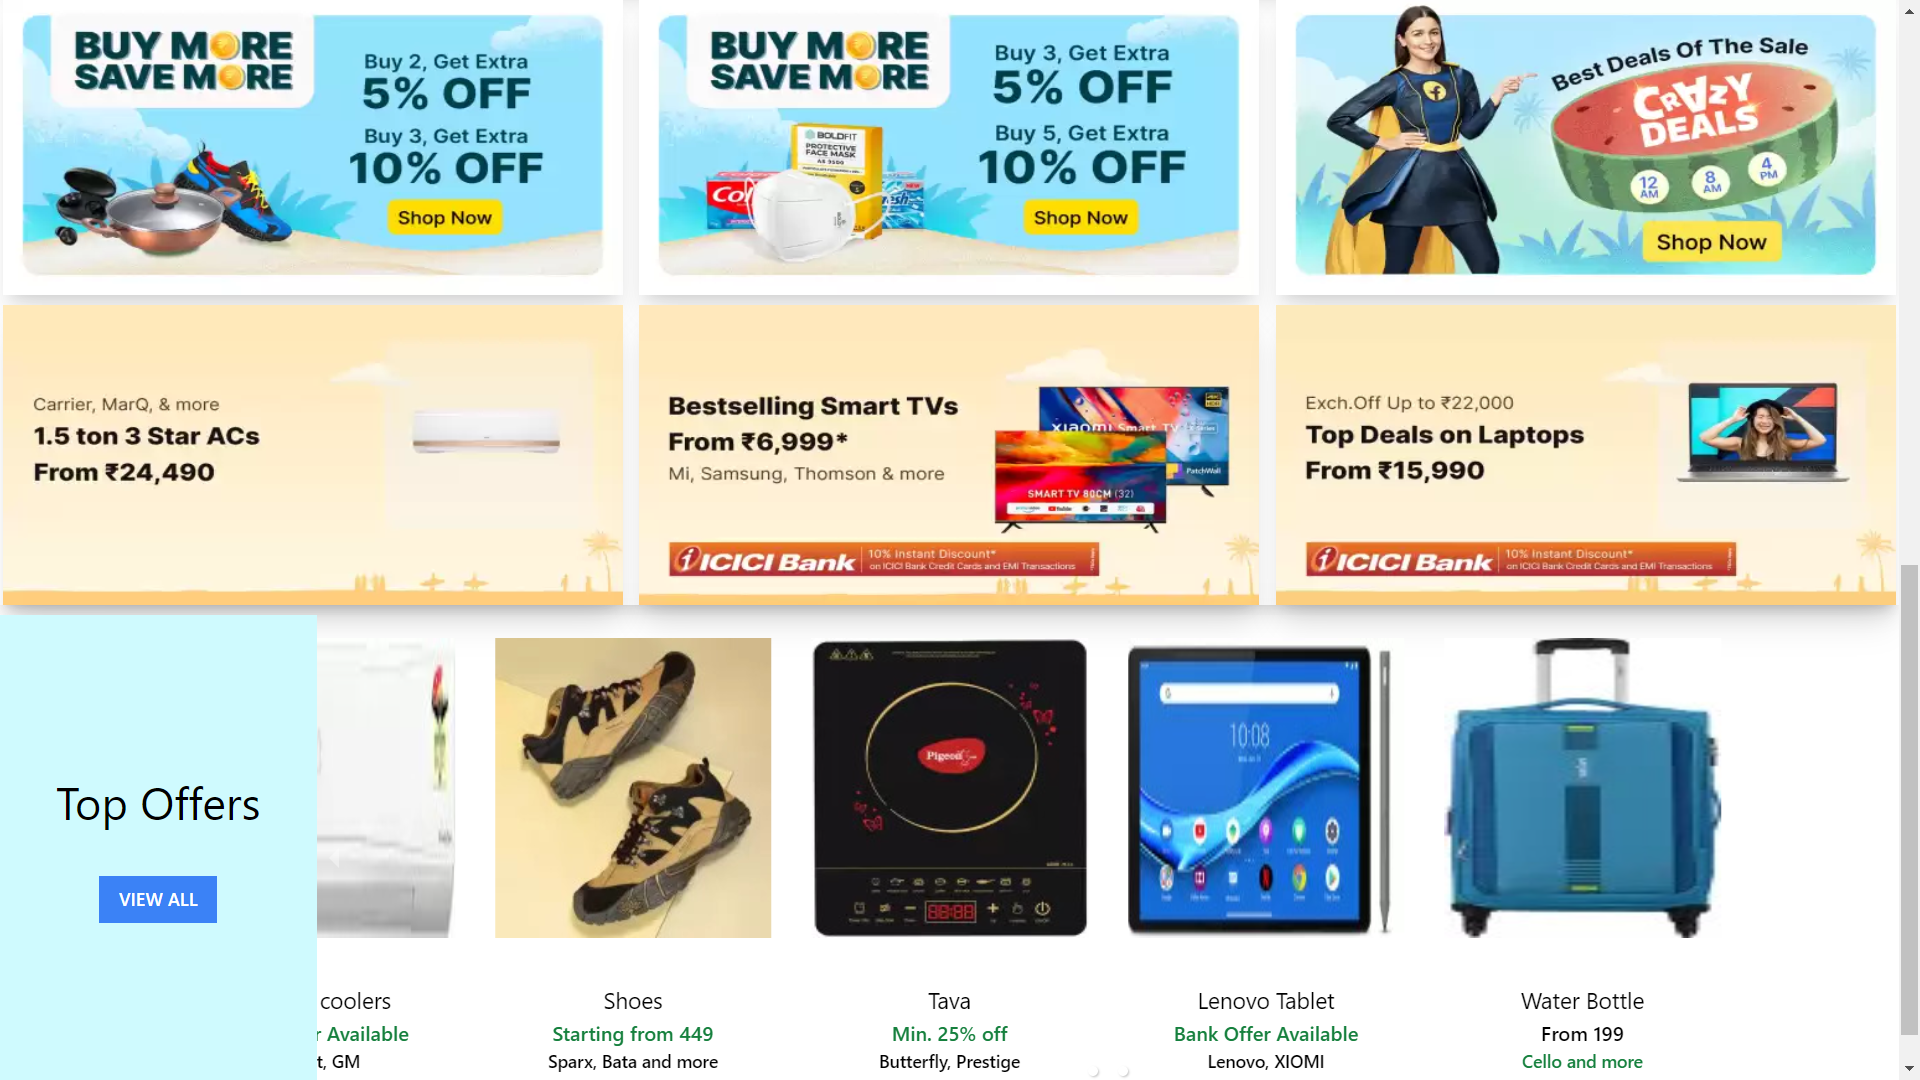 BUY MORE
SAVE MORE
Buy 2, Get Extra
5% OFF
Buy 3, Get Extra
10% OFF
Shop Now
BUY MORE
SAVE MORE
Buy 3, Get Extra
5% OFF
Buy 5, Get Extra
10% OFF
Shop Now
BOLDFIT
PROTECTIVE
FACE MASK
Best Deals Of The Sale
CRAZY
DEALS
12
AM
8
AM
4
PM
Shop Now
Carrier, MarQ, & more
1.5 ton 3 Star ACs
From ₹24,490
Bestselling Smart TVs
From ₹6,999*
Mi, Samsung, Thomson & more
xiaomi Smart TV
PatchWall
SMART TV 80CM (32)
ICICI Bank
10% Instant Discount*
on ICICI Bank Credit Cards and EMI Transactions
Exch.Off Up to ₹22,000
Top Deals on Laptops
From ₹15,990
ICICI Bank
10% Instant Discount*
on ICICI Bank Credit Cards and EMI Transactions
Top Offers
VIEW ALL
Pigeon
10:08
coolers
r Available
t, GM
Shoes
Starting from 449
Sparx, Bata and more
Tava
Min. 25% off
Butterfly, Prestige
Lenovo Tablet
Bank Offer Available
Lenovo, XIOMI
Water Bottle
From 199
Cello and more